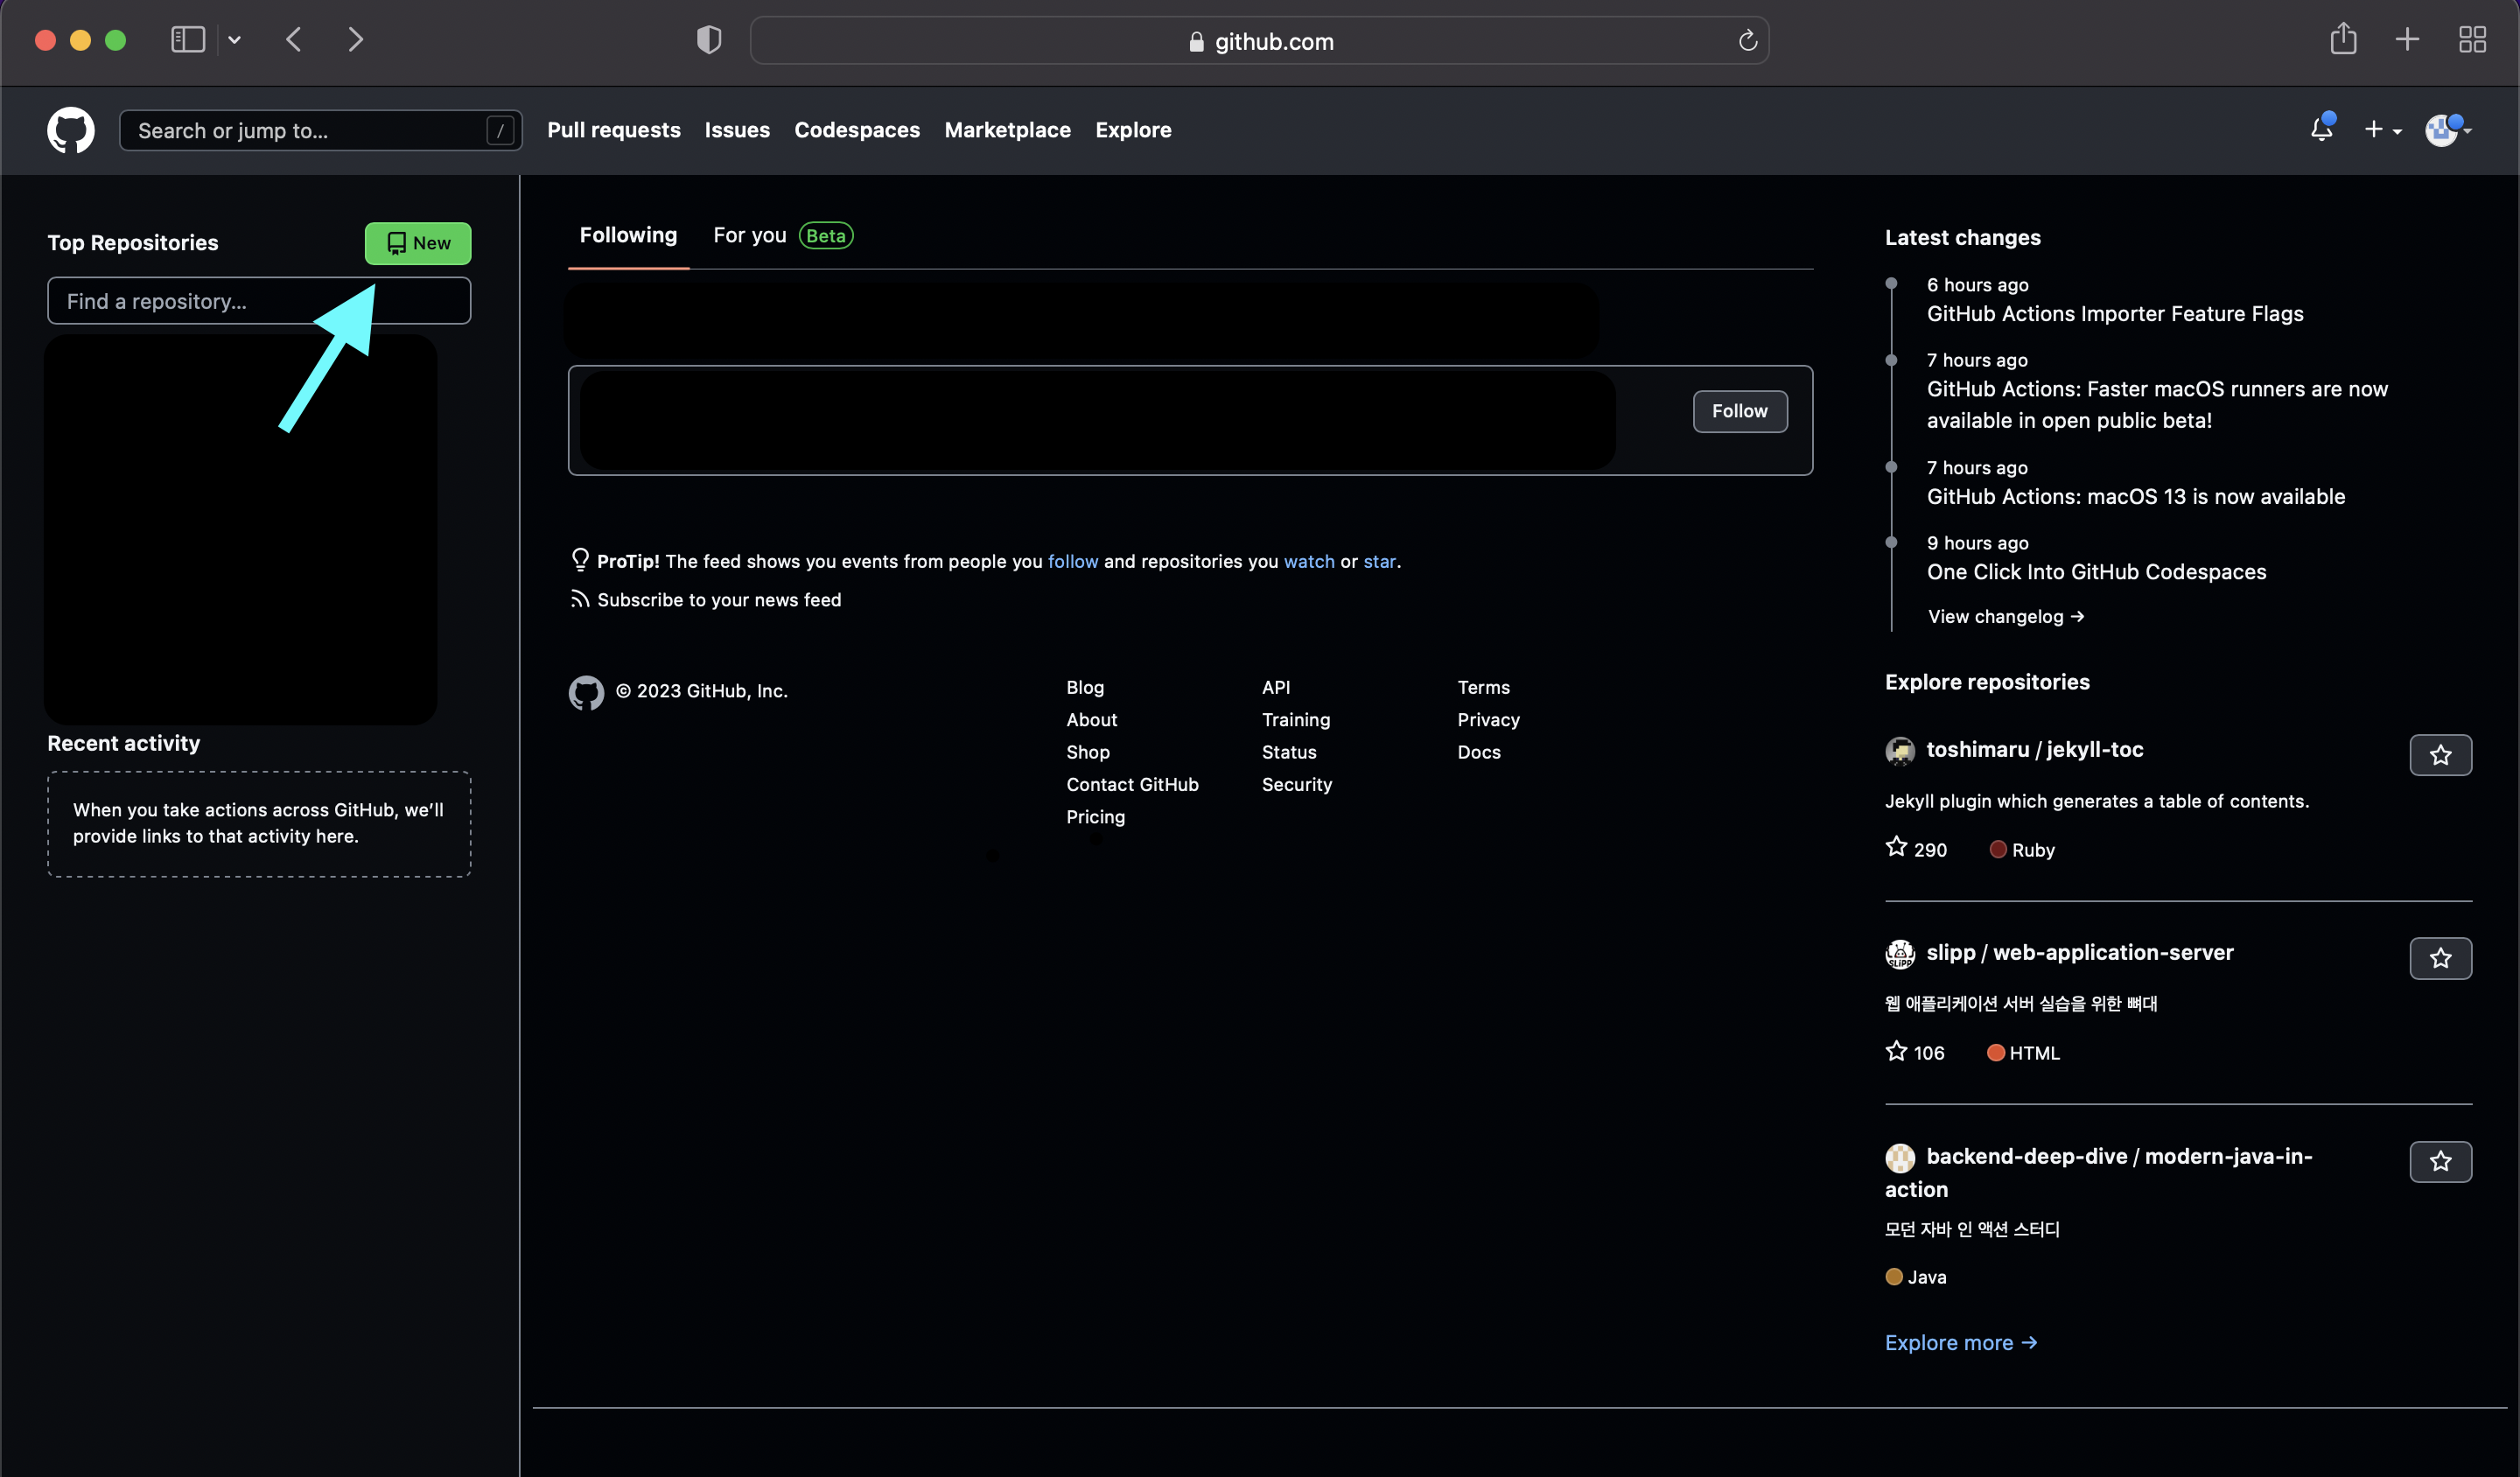 github.com
Search or jump to...
/
Pull requests
Issues
Codespaces
Marketplace
Explore
Top Repositories
New
Find a repository...
Recent activity
When you take actions across GitHub, we’ll
provide links to that activity here.
Following
For you
Beta
Follow
ProTip! The feed shows you events from people you follow and repositories you watch or star.
Subscribe to your news feed
© 2023 GitHub, Inc.
Blog
About
Shop
Contact GitHub
Pricing
API
Training
Status
Security
Terms
Privacy
Docs
Latest changes
6 hours ago
GitHub Actions Importer Feature Flags
7 hours ago
GitHub Actions: Faster macOS runners are now
available in open public beta!
7 hours ago
GitHub Actions: macOS 13 is now available
9 hours ago
One Click Into GitHub Codespaces
View changelog →
Explore repositories
toshimaru / jekyll-toc
Jekyll plugin which generates a table of contents.
290
Ruby
SLiPP
slipp / web-application-server
웹 애플리케이션 서버 실습을 위한 뼈대
106
HTML
backend-deep-dive / modern-java-in-
action
모던 자바 인 액션 스터디
Java
Explore more →